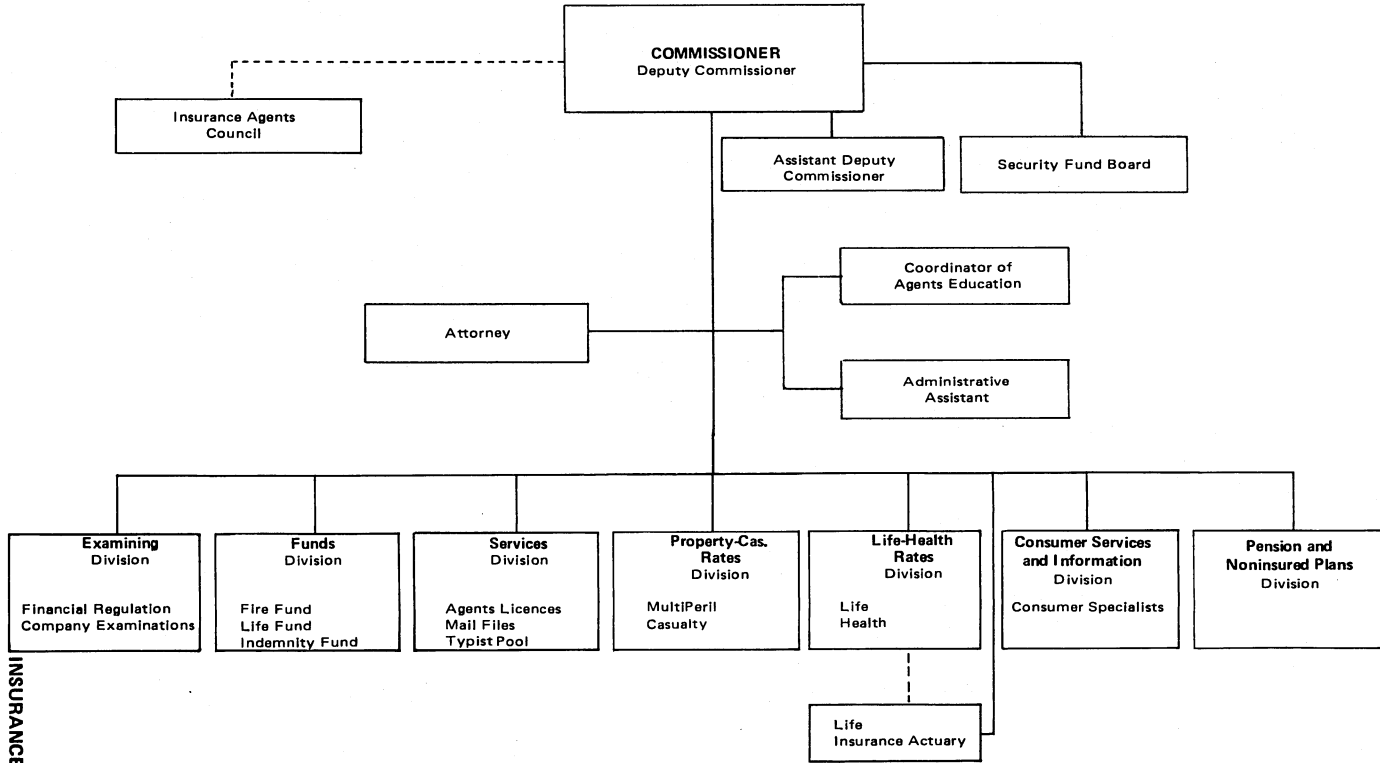 COMMISSIONER
Deputy Commissioner
Insurance Agents
Council
Assistant Deputy
Commissioner
Security Fund Board
Coordinator of
Agents Education
Attorney
Administrative
Assistant
Examining
Division
Financial Regulation
Company Examinations
Funds
Division
Fire Fund
Life Fund
Indemnity Fund
Services
Division
Agents Licences
Mail Files
Typist Pool
Property-Cas.
Rates
Division
MultiPeril
Casualty
Life-Health
Rates
Division
Life
Health
Consumer Services
and Information
Division
Consumer Specialists
Pension and
Noninsured Plans
Division
Life
Insurance Actuary
INSURANCE